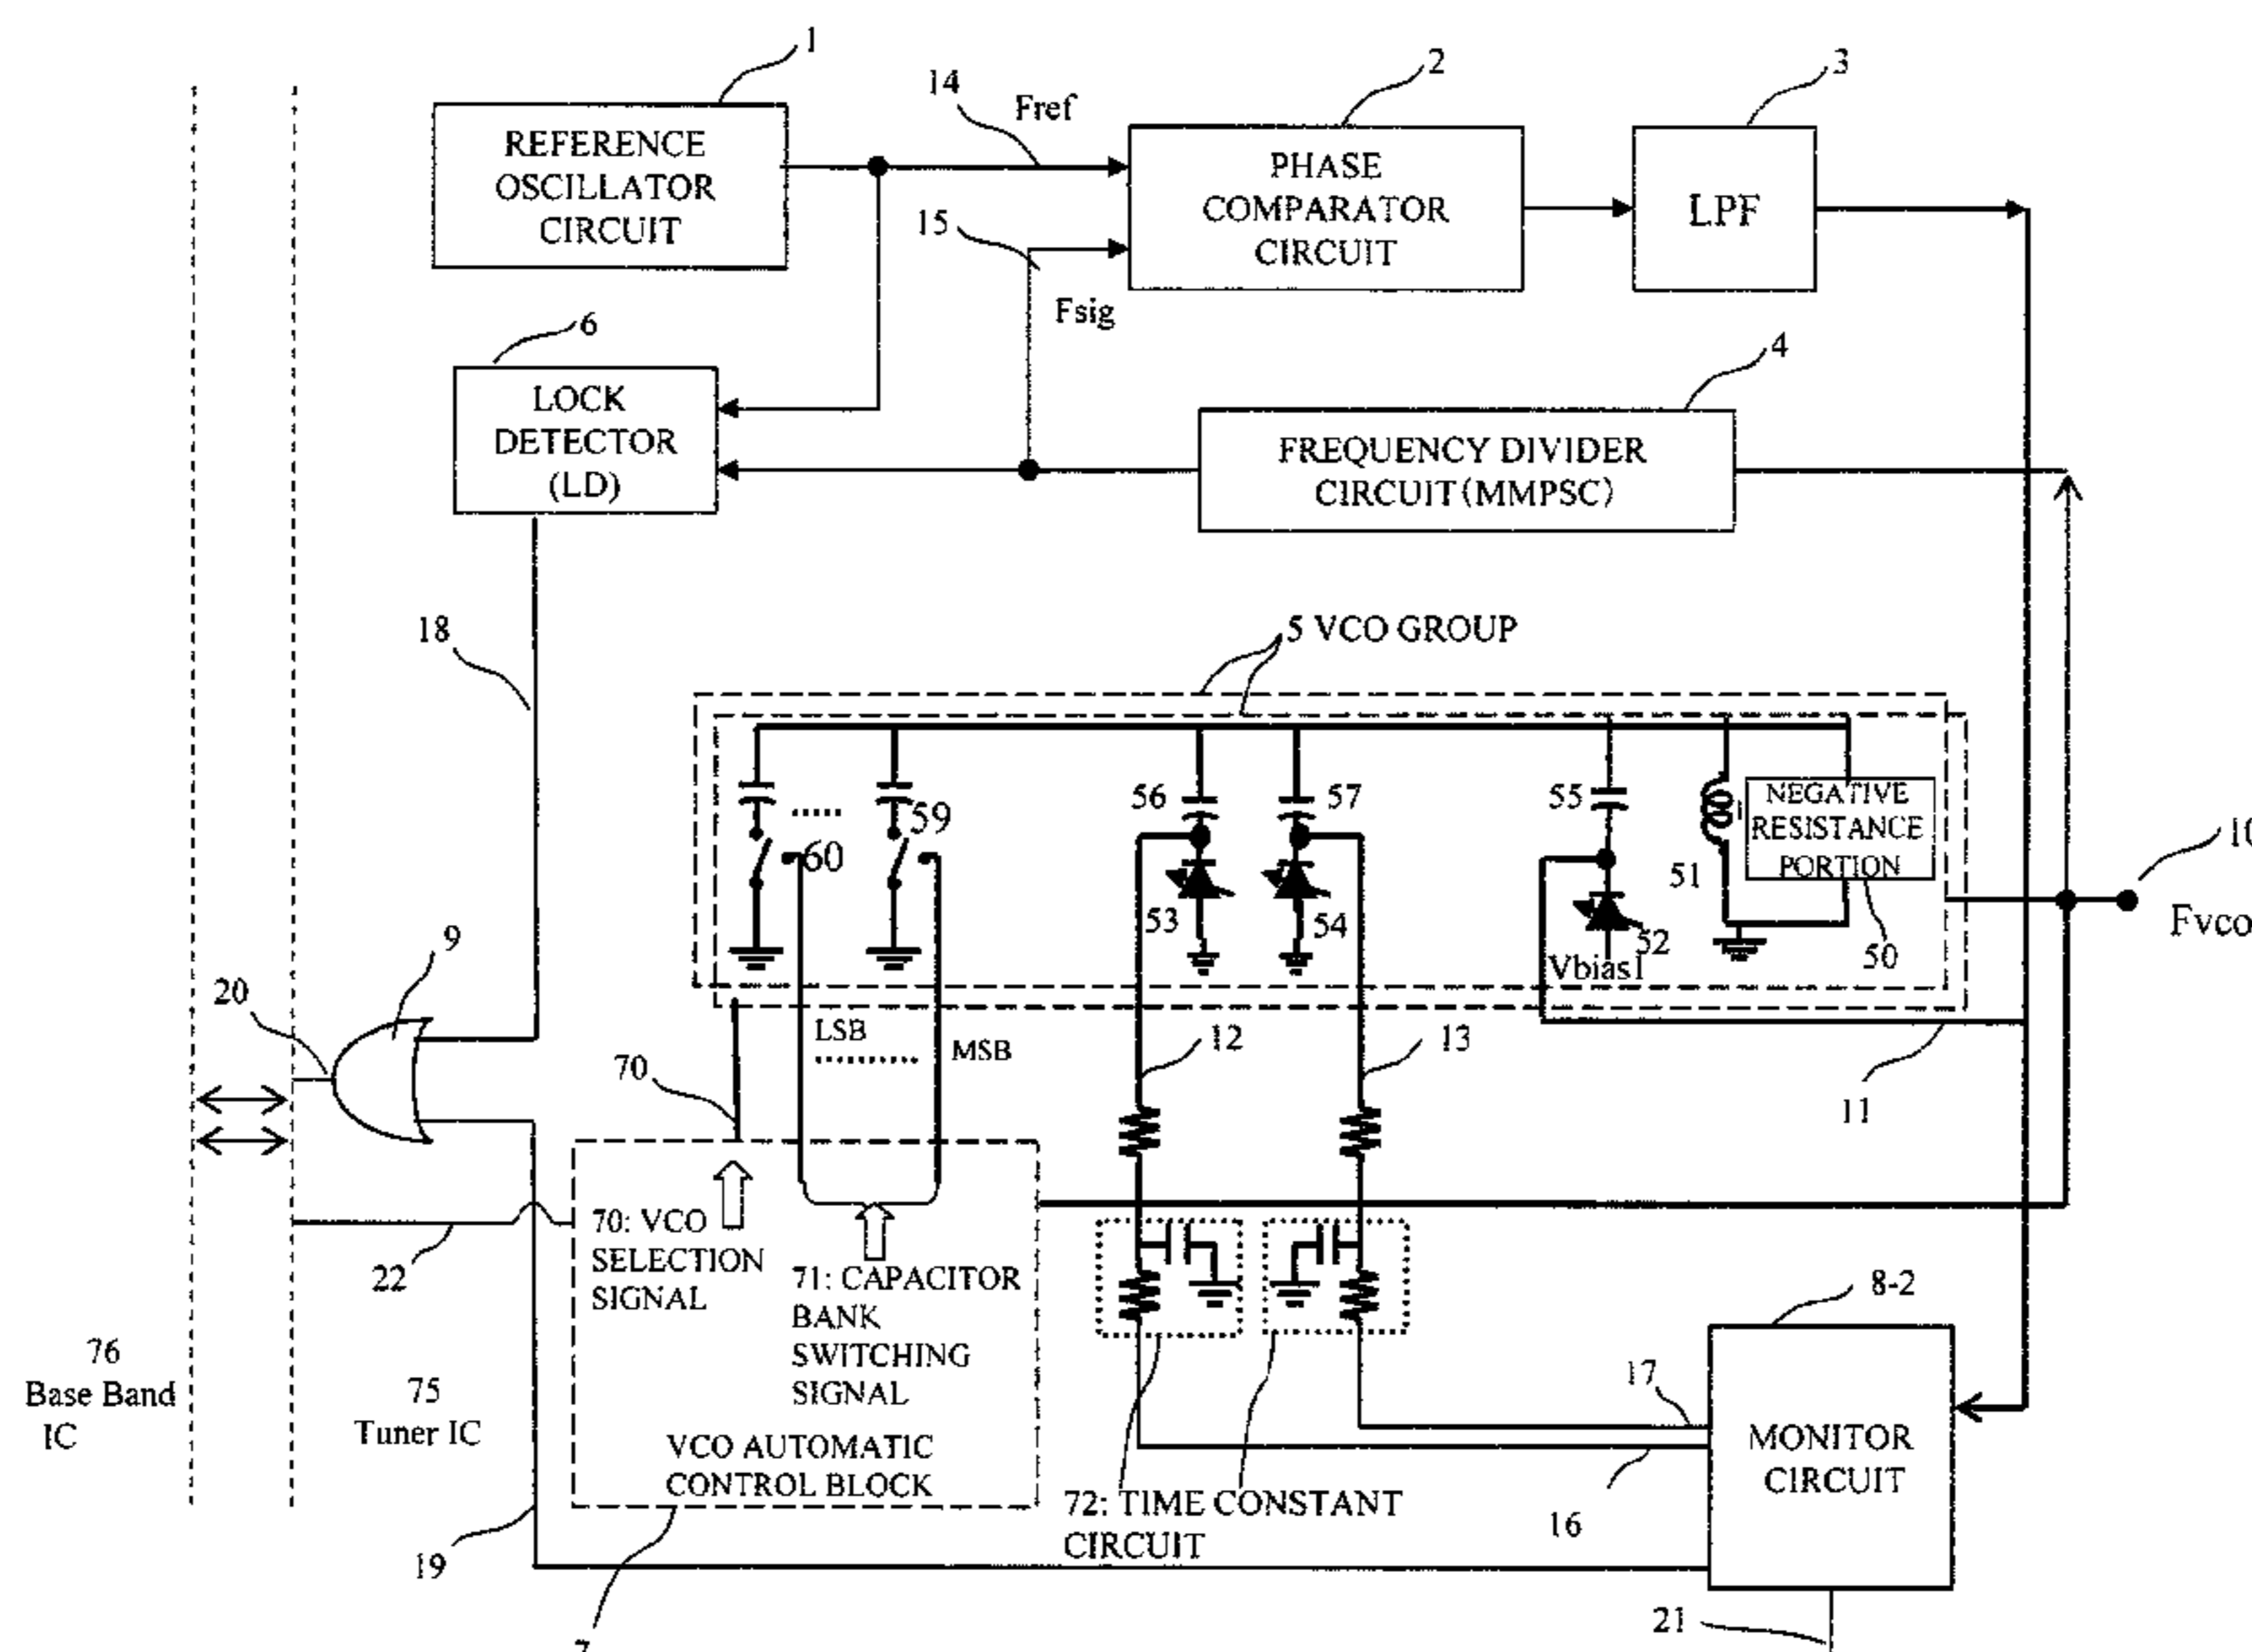 1
14
Fref
2
3
REFERENCE
OSCILLATOR
CIRCUIT
PHASE
COMPARATOR
CIRCUIT
LPF
15
Fsig
6
4
LOCK
DETECTOR
(LD)
FREQUENCY DIVIDER
CIRCUIT(MMPSC)
18
5 VCO GROUP
56
57
55
59
60
53
54
52
Vbias1
51
NEGATIVE
RESISTANCE
PORTION
50
10
Fvco
9
20
LSB
MSB
12
13
11
70
70: VCO
SELECTION
SIGNAL
71: CAPACITOR
BANK
SWITCHING
SIGNAL
22
8-2
76
Base Band
IC
75
Tuner IC
VCO AUTOMATIC
CONTROL BLOCK
17
MONITOR
CIRCUIT
72: TIME CONSTANT
CIRCUIT
16
19
7
21